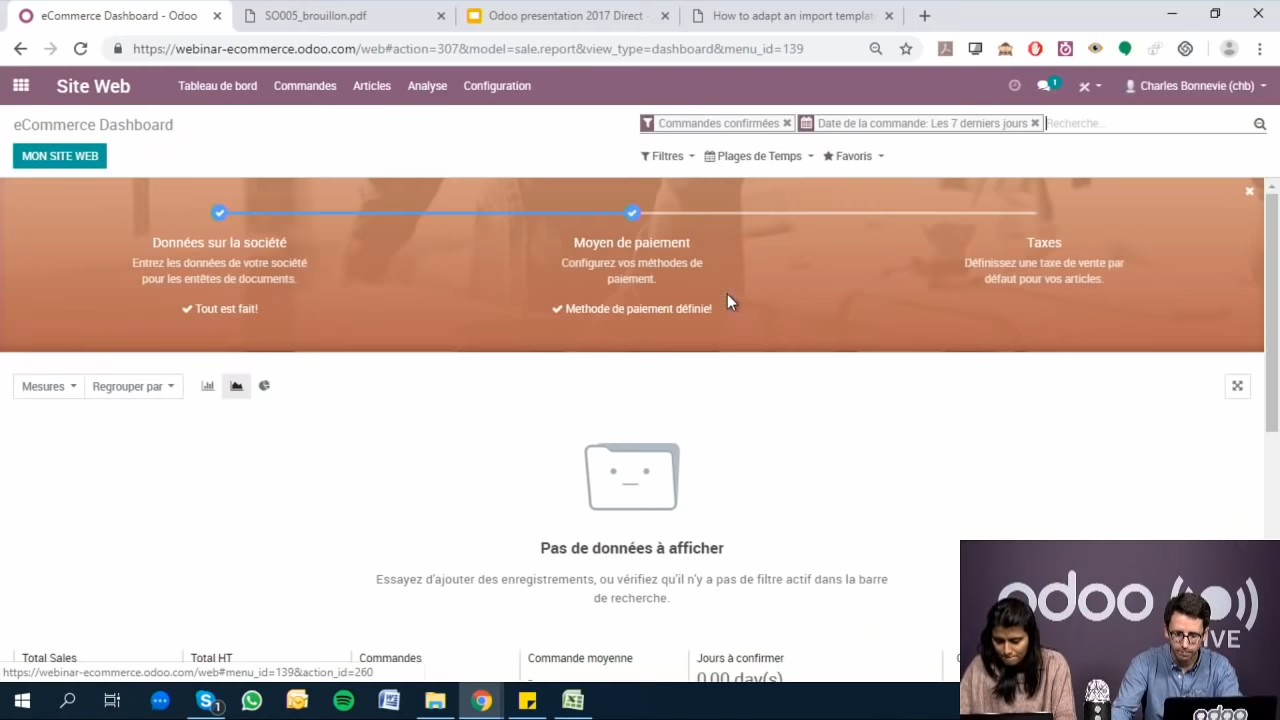 eCommerce Dashboard - Odoo
SO005_brouillon.pdf
Odoo presentation 2017 Direct -
How to adapt an import templat
https://webinar-ecommerce.odoo.com/web#action=307&model=sale.report&view_type=dashboard&menu_id=139
Site Web
Tableau de bord
Commandes
Articles
Analyse
Configuration
1
Charles Bonnevie (chb)
eCommerce Dashboard
Commandes confirmées
Date de la commande: Les 7 derniers jours
Recherche...
MON SITE WEB
Filtres
Plages de Temps
Favoris
Données sur la société
Entrez les données de votre société
pour les entêtes de documents.
Tout est fait!
Moyen de paiement
Configurez vos méthodes de
paiement.
Methode de paiement définie!
Taxes
Définissez une taxe de vente par
défaut pour vos articles.
Mesures
Regrouper par
Pas de données à afficher
Essayez d'ajouter des enregistrements, ou vérifiez qu'il n'y a pas de filtre actif dans la barre
de recherche.
Total Sales
Total HT
Commandes
Commande moyenne
Jours à confirmer
0.00 day(s)
https://webinar-ecommerce.odoo.com/web#menu_id=139&action_id=260
1
odoo
odoo